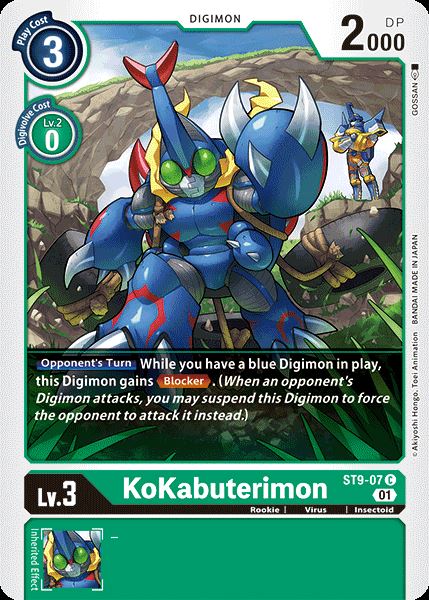 Play Cost
3
DIGIMON
DP
2000
Digivolve Cost
Lv.2
0
GOSSAN
©Akiyoshi Hongo, Toei Animation BANDAI MADE IN JAPAN
Opponent's Turn While you have a blue Digimon in play,
this Digimon gains Blocker. (When an opponent's
Digimon attacks, you may suspend this Digimon to force
the opponent to attack it instead.)
Lv.3
KoKabuterimon
ST9-07 C
01
Rookie | Virus | Insectoid
Inherited Effect
–